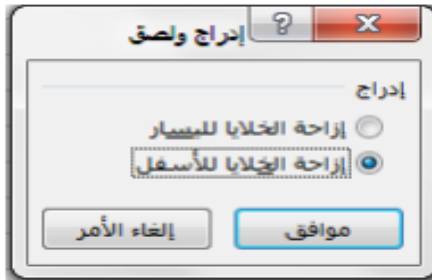 إدراج ولصق
إدراج
إزاحة الخلايا لليسار
إزاحة الخلايا للأسفل
موافق
إلغاء الأمر